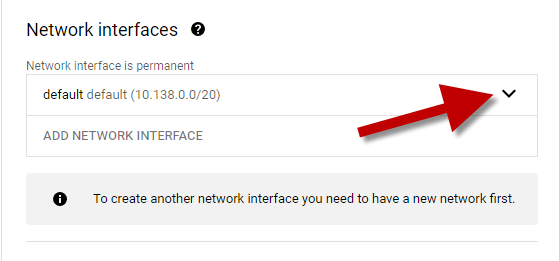 Network interfaces ?
Network interface is permanent
default default (10.138.0.0/20)
ADD NETWORK INTERFACE
To create another network interface you need to have a new network first.